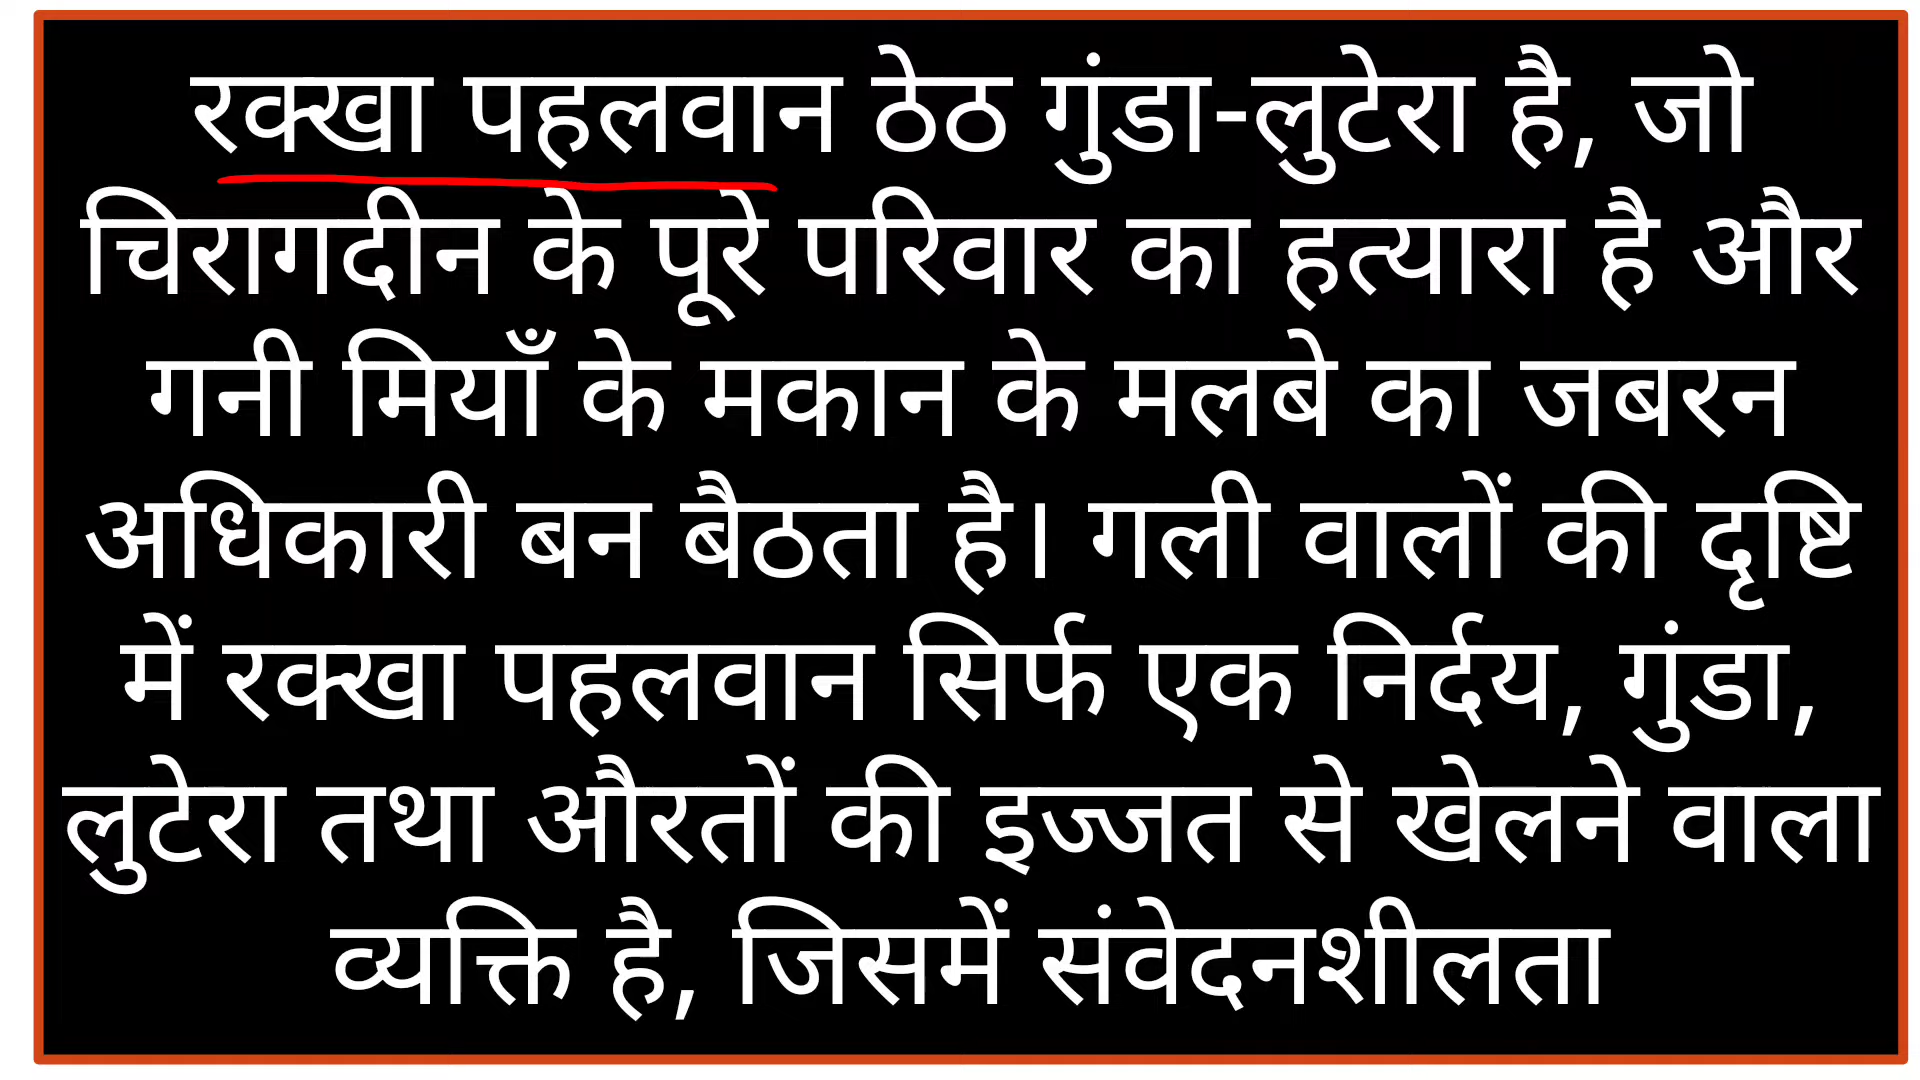 रक्खा पहलवान ठेठ गुंडा-लुटेरा है, जो
चिरागदीन के पूरे परिवार का हत्यारा है और
गनी मियाँ के मकान के मलबे का जबरन
अधिकारी बन बैठता है। गली वालों की दृष्टि
में रक्खा पहलवान सिर्फ एक निर्दय, गुंडा,
लुटेरा तथा औरतों की इज्जत से खेलने वाला
व्यक्ति है, जिसमें संवेदनशीलता